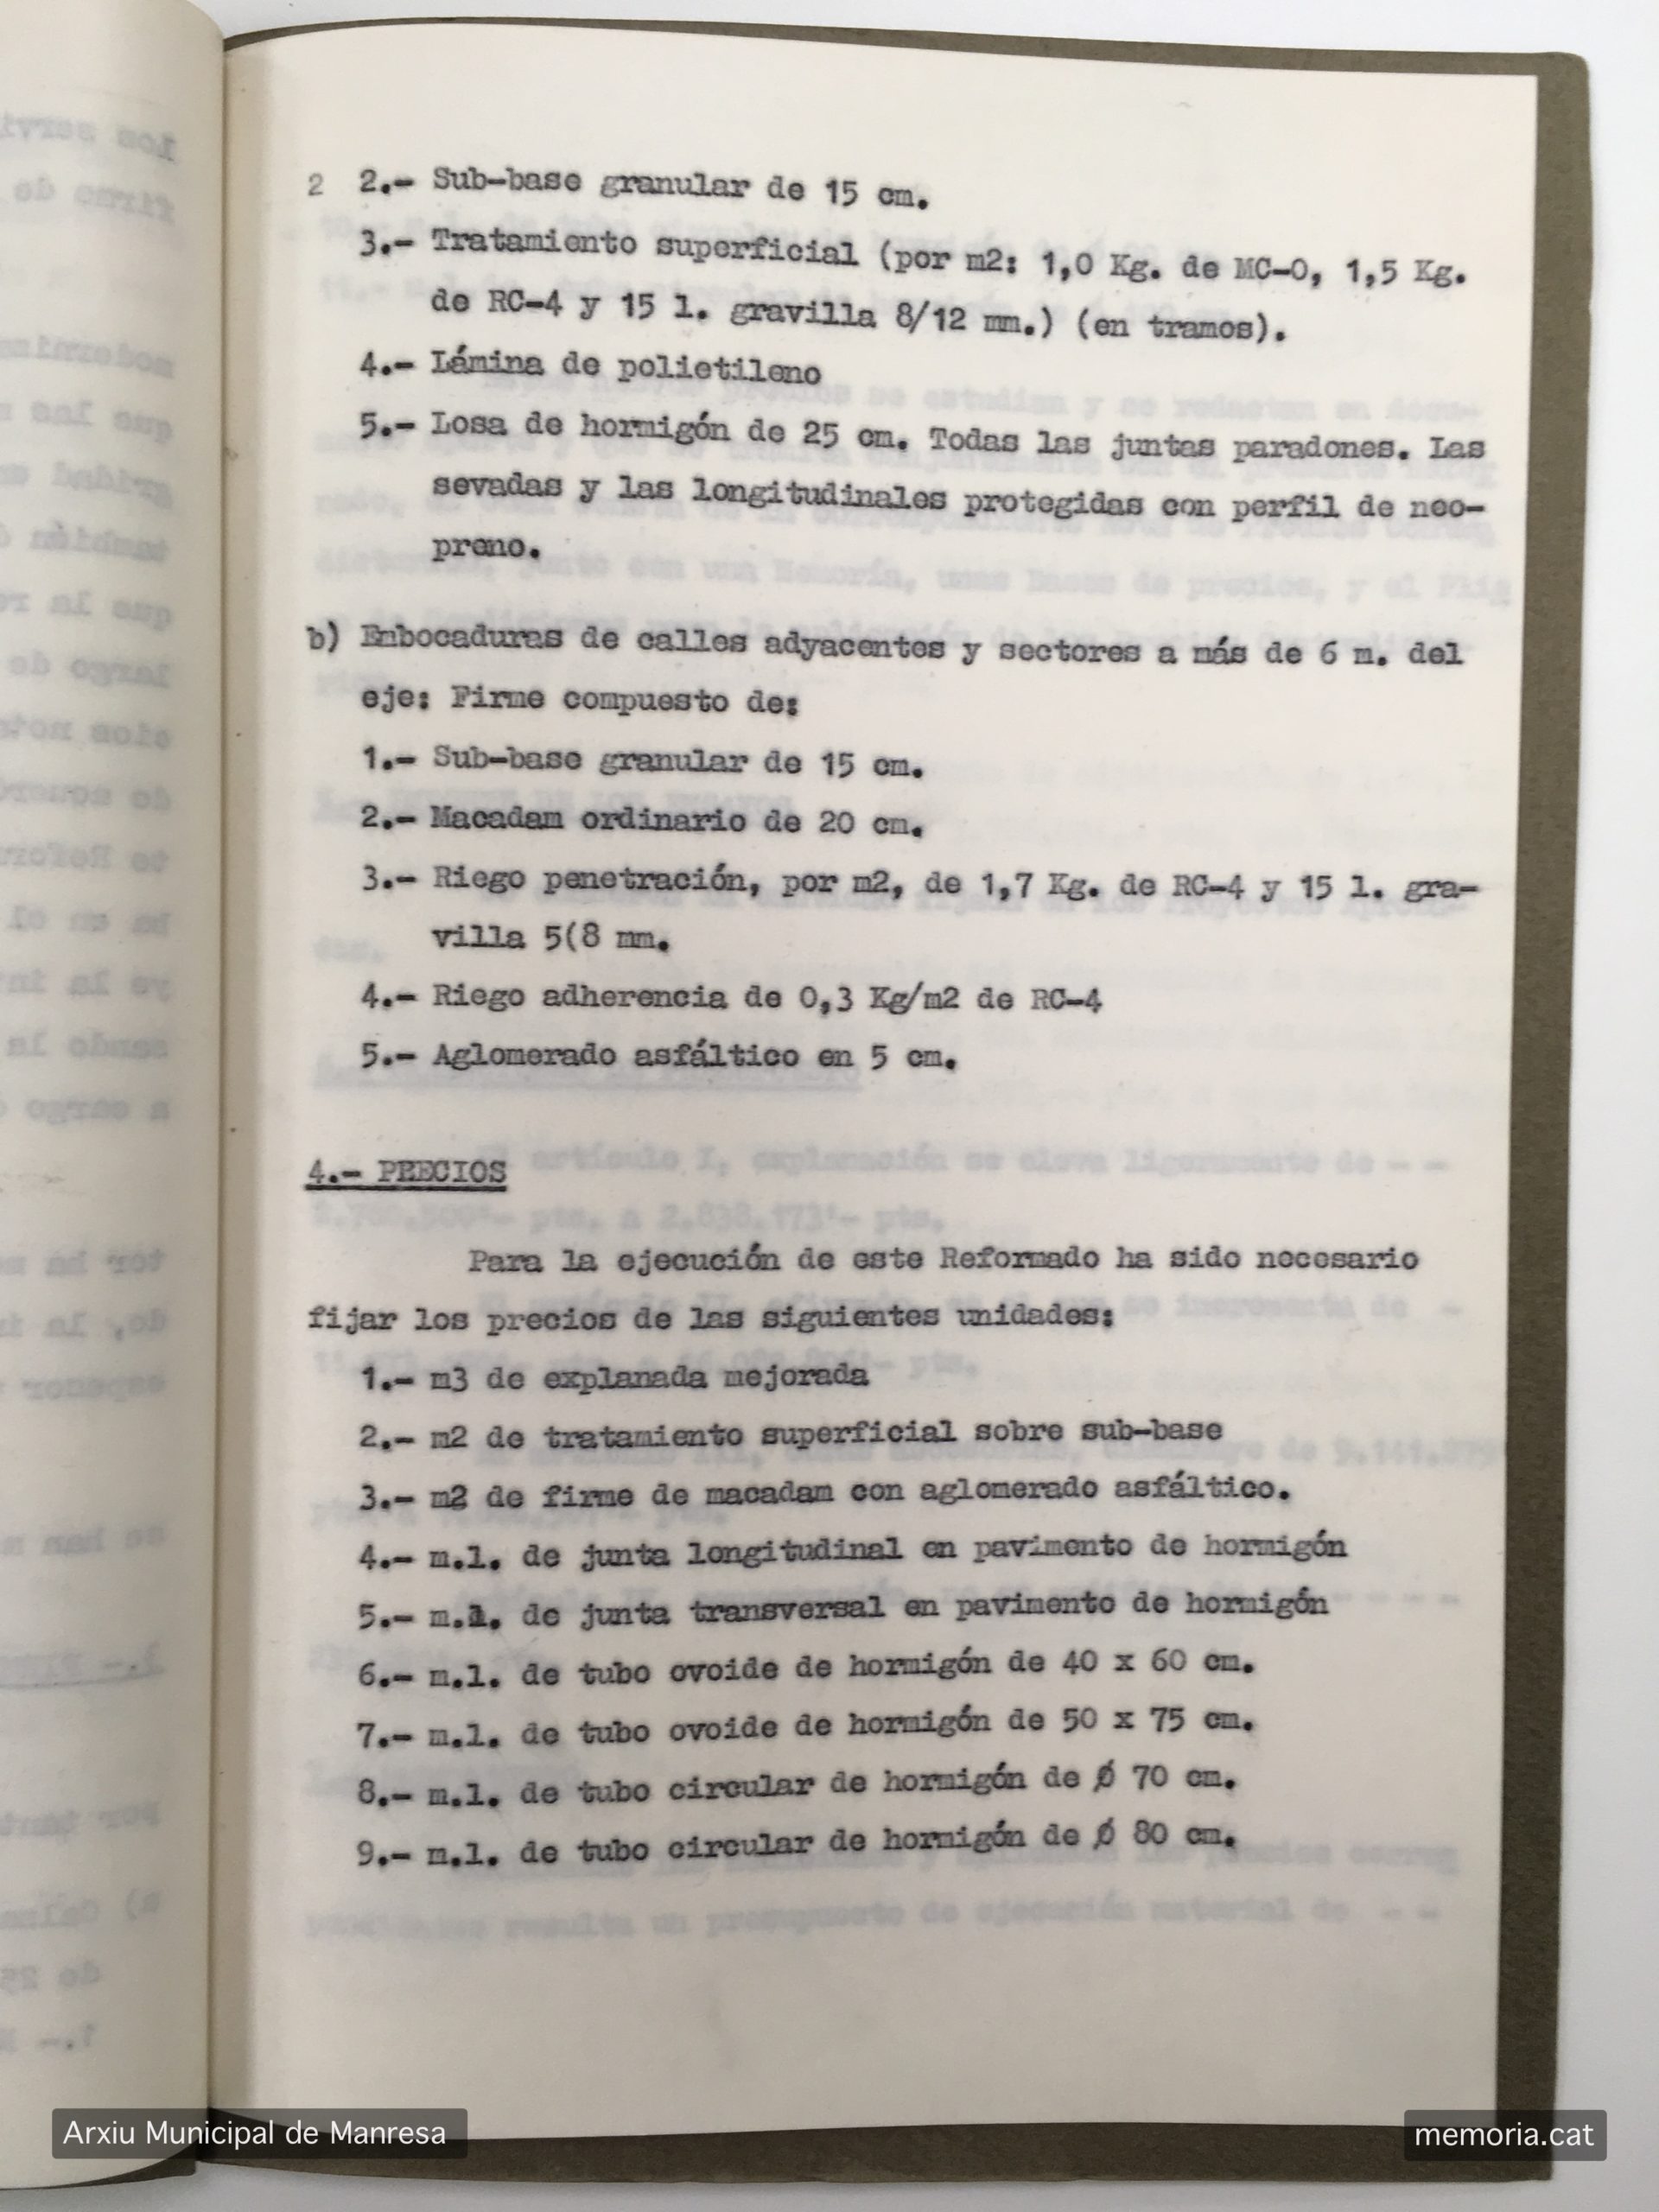 2 2.- Sub-base granular de 15 cm.
3.- Tratamiento superficial (por m2: 1,0 Kg. de MC-0, 1,5 Kg.
de RC-4 y 15 l. gravilla 8/12 mm.) (en tramos).
4.- Lámina de polietileno
5.- Losa de hormigón de 25 cm. Todas las juntas paradones. Las
sevadas y las longitudinales protegidas con perfil de neo-
preno.
b) Enbocaduras de calles adyacentes y sectores a más de 6 m. del
eje: Firme compuesto de:
1.- Sub-base granular de 15 cm.
2.- Macadam ordinario de 20 cm.
3.- Riego penetración, por m2, de 1,7 Kg. de RC-4 y 15 l. gra-
villa 5(8 mm.
4.- Riego adherencia de 0,3 Kg/m2 de RC-4
5.- Aglomerado asfáltico en 5 cm.
4.- PRECIOS
Para la ejecución de este Reformado ha sido necesario
fijar los precios de las siguientes unidades:
1.- m3 de explanada mejorada
2.- m2 de tratamiento superficial sobre sub-base
3.- m2 de firme de macadam con aglomerado asfáltico.
4.- m.l. de junta longitudinal en pavimento de hormigón
5.- m.l. de junta transversal en pavimento de hormigón
6.- m.l. de tubo ovoide de hormigón de 40 x 60 cm.
7.- m.l. de tubo ovoide de hormigón de 50 x 75 cm.
8.- m.l. de tubo circular de hormigón de Ø 70 cm.
9.- m.l. de tubo circular de hormigón de Ø 80 cm.
Arxiu Municipal de Manresa
memoria.cat